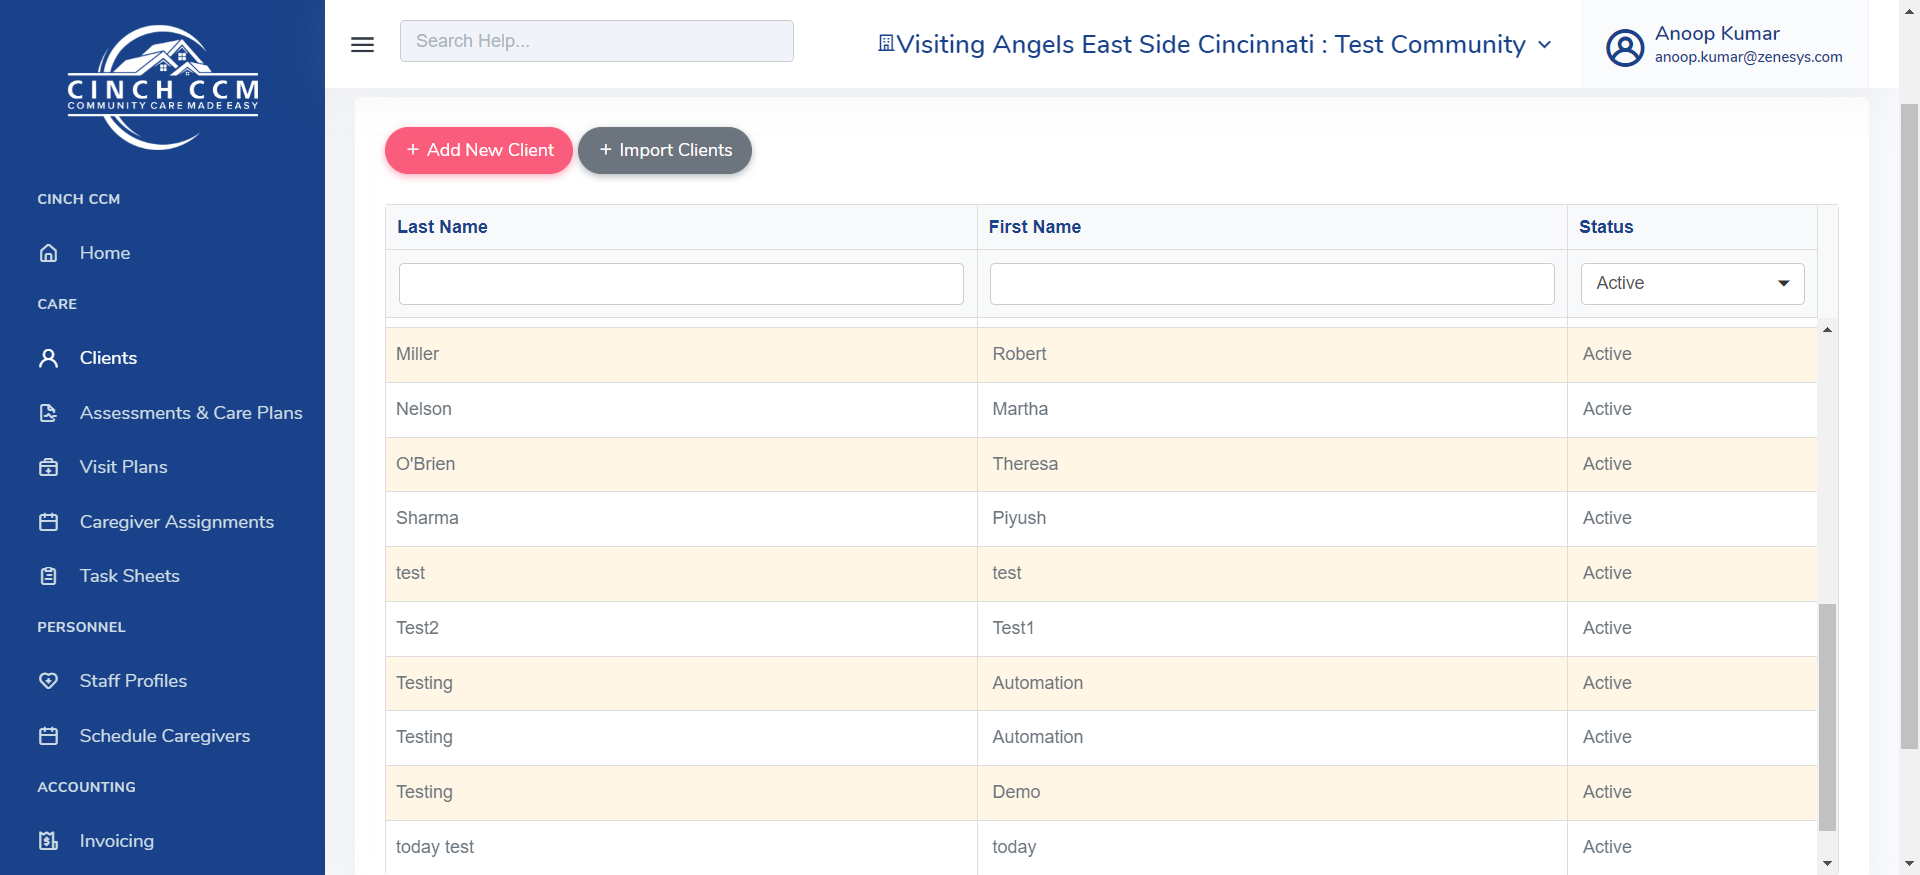 CINCH CCM
COMMUNITY CARE MADE EASY
Search Help...
Visiting Angels East Side Cincinnati : Test Community
Anoop Kumar
anoop.kumar@zenesys.com
CINCH CCM
Home
CARE
Clients
Assessments & Care Plans
Visit Plans
Caregiver Assignments
Task Sheets
PERSONNEL
Staff Profiles
Schedule Caregivers
ACCOUNTING
Invoicing
+ Add New Client
+ Import Clients
Last Name First Name Status
Active
Miller Robert Active
Nelson Martha Active
O'Brien Theresa Active
Sharma Piyush Active
test test Active
Test2 Test1 Active
Testing Automation Active
Testing Automation Active
Testing Demo Active
today test today Active